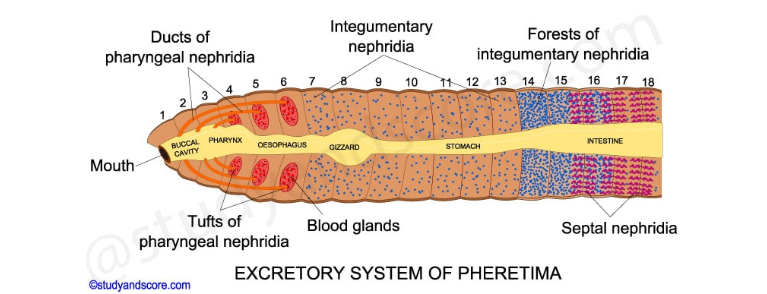 Ducts of
pharyngeal nephridia
Integumentary
nephridia
Forests of
integumentary nephridia
1 2 3 4 5 6 7 8 9 10 11 12 13 14 15 16 17 18
Mouth
BUCCAL
CAVITY
PHARYNX
OESOPHAGUS
GIZZARD
STOMACH
INTESTINE
Tufts of
pharyngeal nephridia
Blood glands
Septal nephridia
@studyandscore.com
EXCRETORY SYSTEM OF PHERETIMA
©studyandscore.com